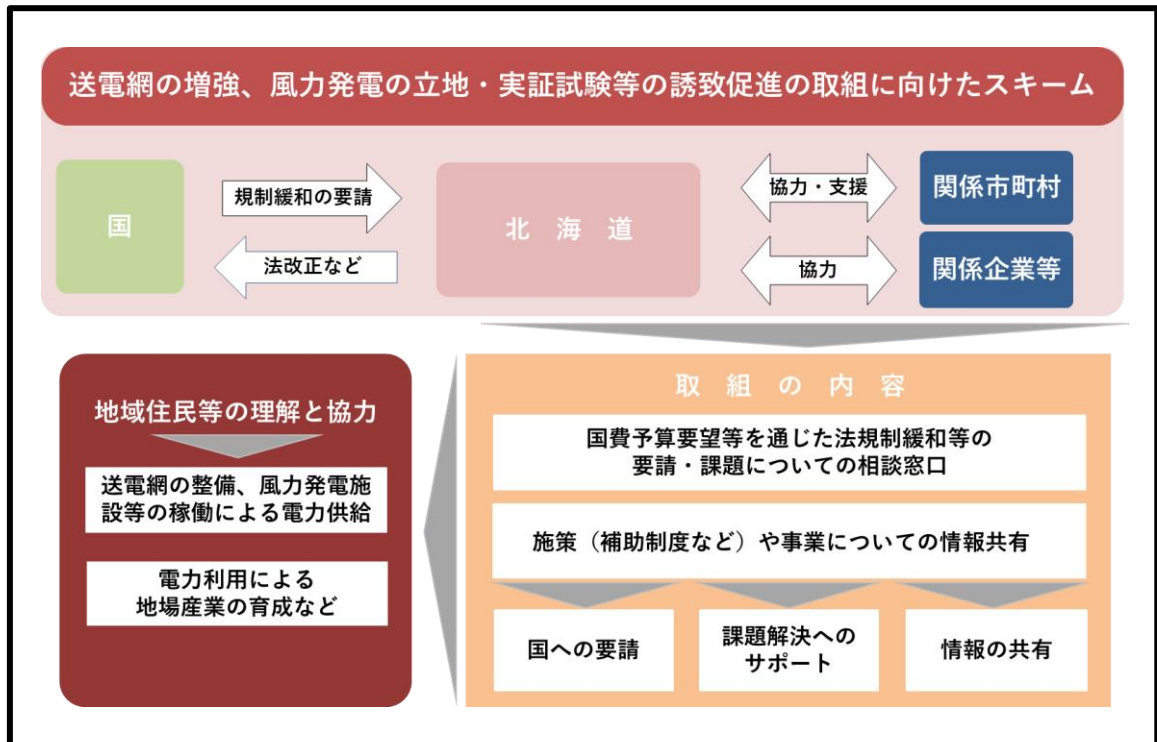 送電網の増強、風力発電の立地・実証試験等の誘致促進の取組に向けたスキーム
国
規制緩和の要請
法改正など
北海道
協力・支援
協力
関係市町村
関係企業等
地域住民等の理解と協力
送電網の整備、風力発電施
設等の稼働による電力供給
電力利用による
地場産業の育成など
取組の内容
国費予算要望等を通じた法規制緩和等の
要請・課題についての相談窓口
施策（補助制度など）や事業についての情報共有
国への要請
課題解決への
サポート
情報の共有